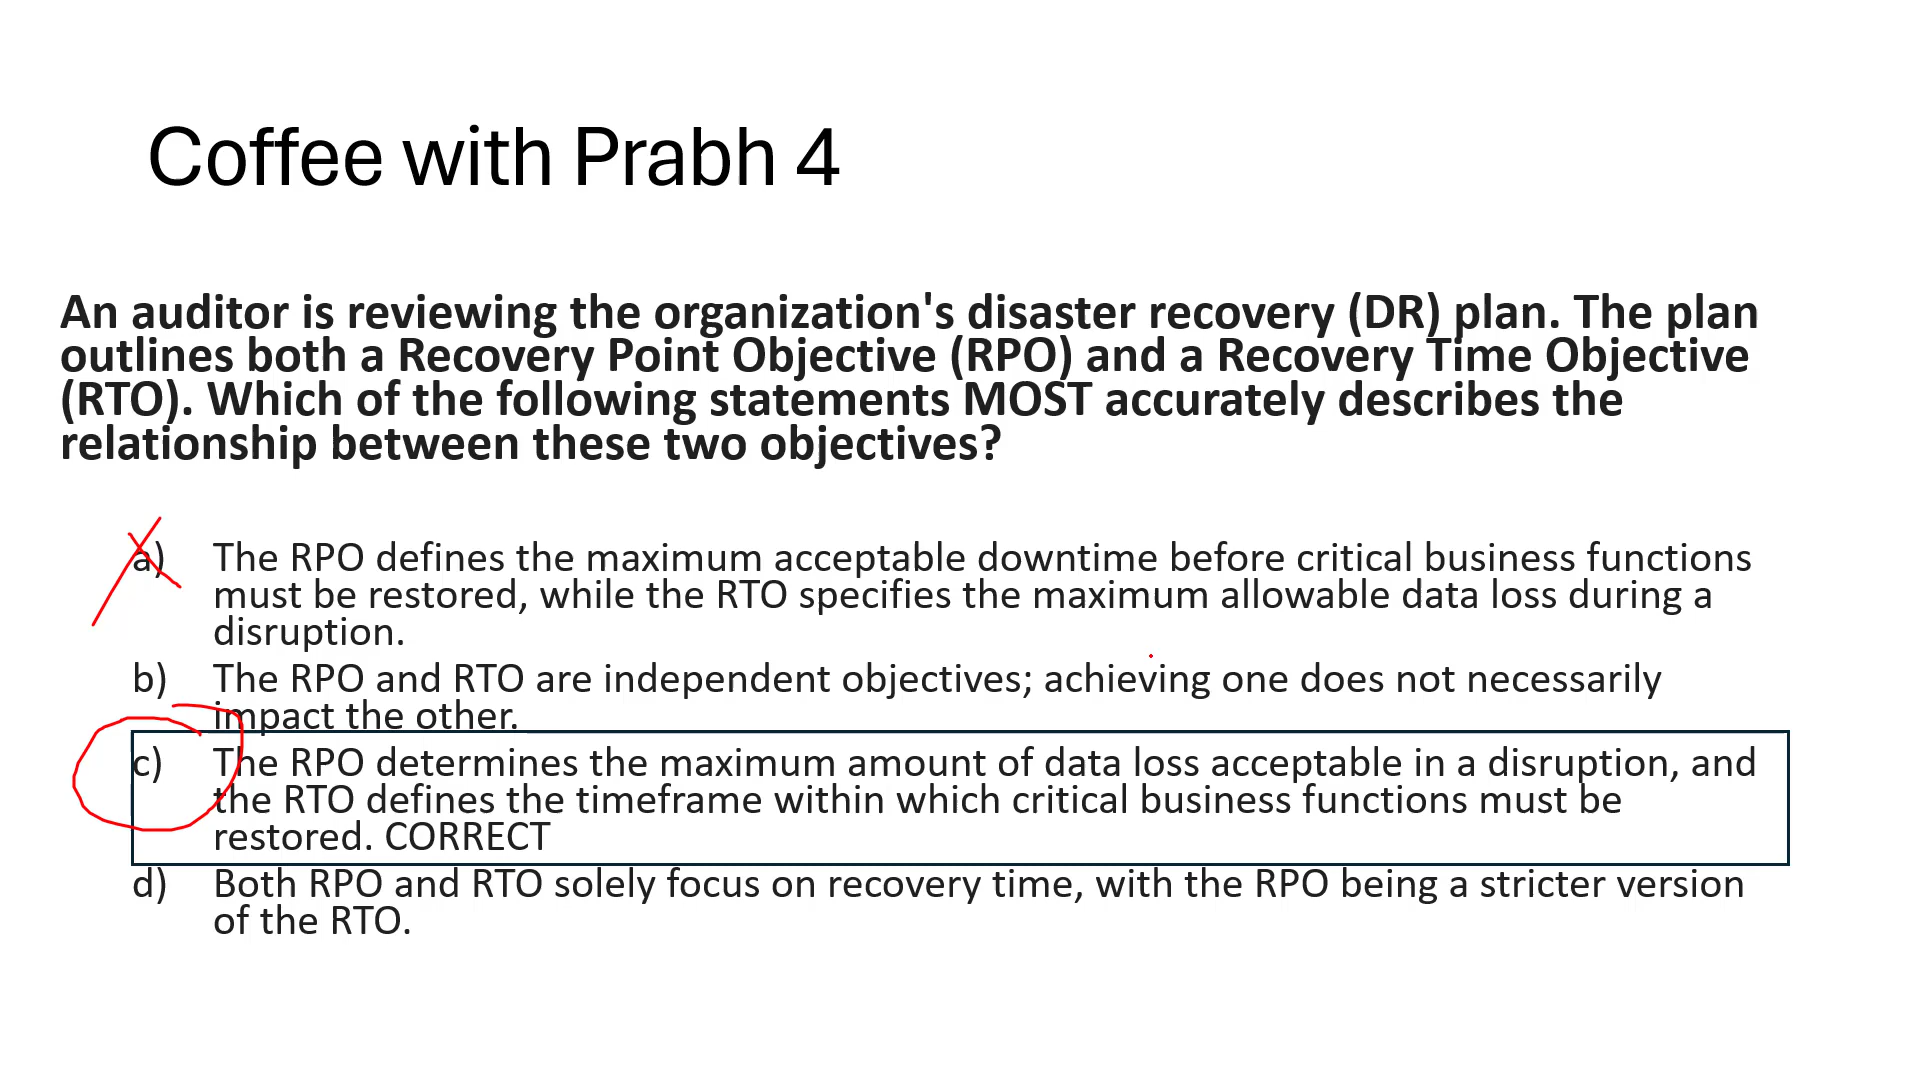 Coffee with Prabh 4
An auditor is reviewing the organization's disaster recovery (DR) plan. The plan
outlines both a Recovery Point Objective (RPO) and a Recovery Time Objective
(RTO). Which of the following statements MOST accurately describes the
relationship between these two objectives?
a) The RPO defines the maximum acceptable downtime before critical business functions
must be restored, while the RTO specifies the maximum allowable data loss during a
disruption.
b) The RPO and RTO are independent objectives; achieving one does not necessarily
impact the other.
c) The RPO determines the maximum amount of data loss acceptable in a disruption, and
the RTO defines the timeframe within which critical business functions must be
restored. CORRECT
d) Both RPO and RTO solely focus on recovery time, with the RPO being a stricter version
of the RTO.